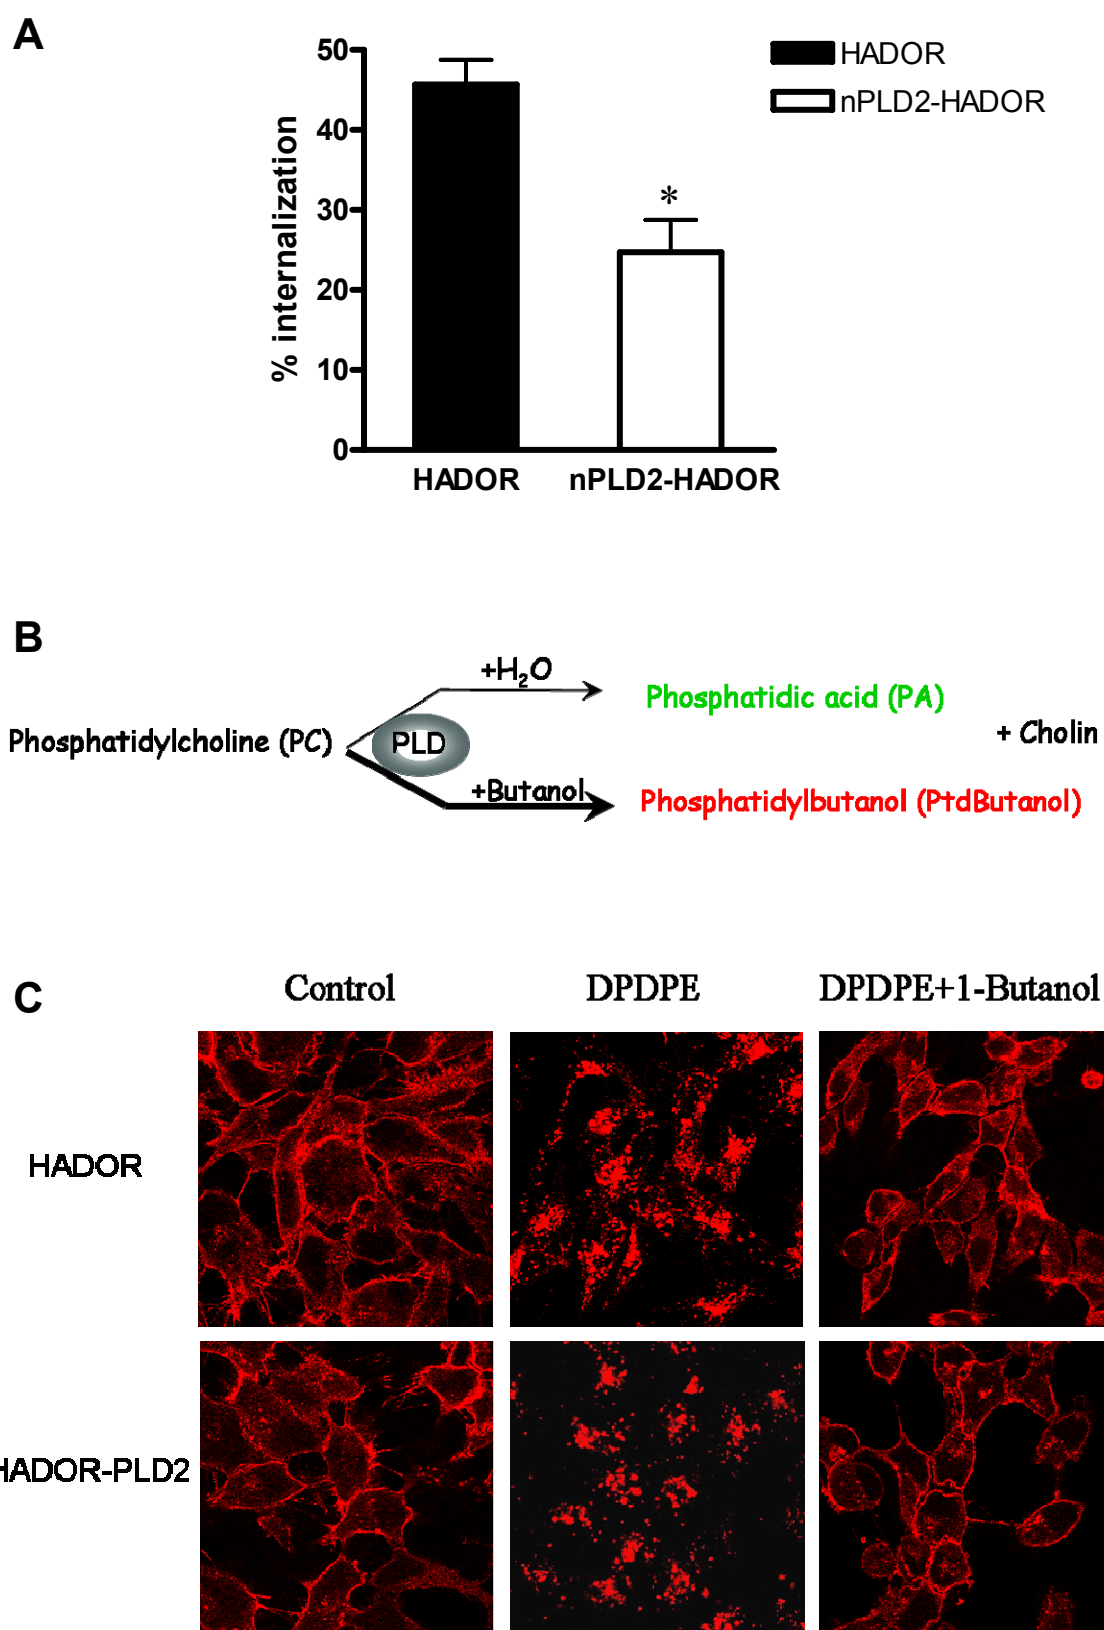 A
50
40
30
20
10
0
% internalization
*
HADOR
nPLD2-HADOR
HADOR
nPLD2-HADOR
B
+H₂O
Phosphatidic acid (PA)
Phosphatidylcholine (PC)
PLD
+ Cholin
+Butanol
Phosphatidylbutanol (PtdButanol)
C
Control
DPDPE
DPDPE+1-Butanol
HADOR
HADOR-PLD2